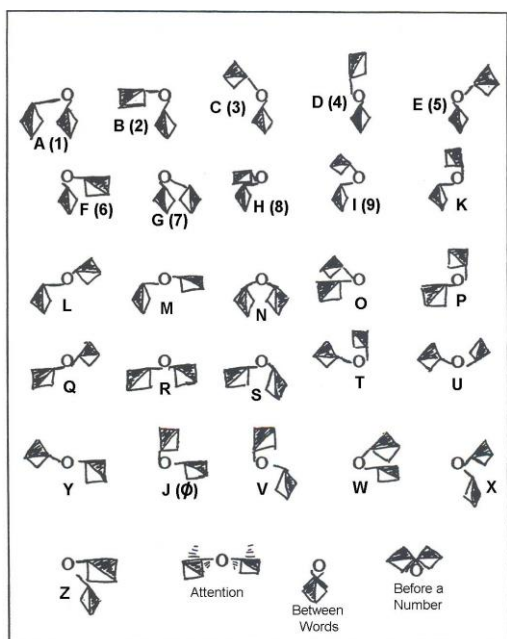 A (1) B (2) C (3) D (4) E (5)
F (6) G (7) H (8) I (9) K
L M N O P
Q R S T U
Y J (Ø) V W X
Z Attention Between Words Before a Number